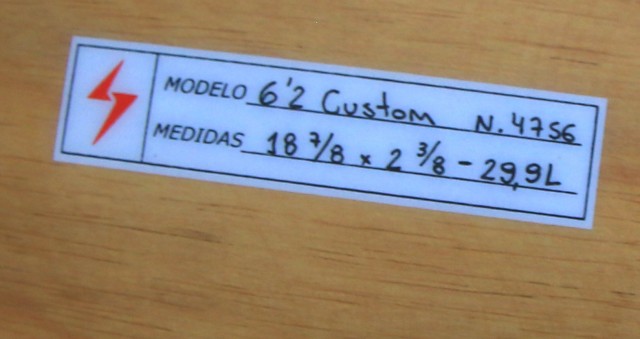 MODELO 6'2 Custom N. 4756
MEDIDAS 18 7/8 x 2 3/8 - 29,9L